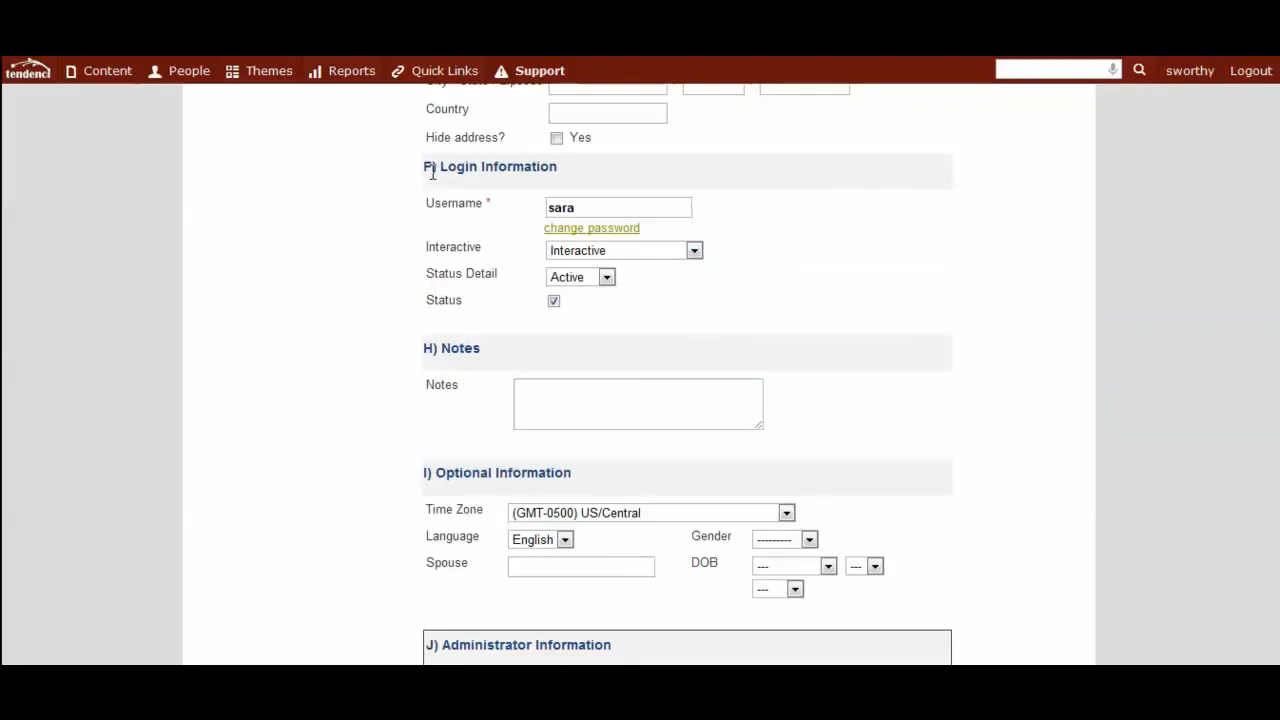 tendenci Content People Themes Reports Quick Links Support sworthy Logout
Country
Hide address? Yes
F) Login Information
Username * sara
change password
Interactive Interactive
Status Detail Active
Status
H) Notes
Notes
I) Optional Information
Time Zone (GMT-0500) US/Central
Language English Gender ---------
Spouse DOB --- ---
---
J) Administrator Information